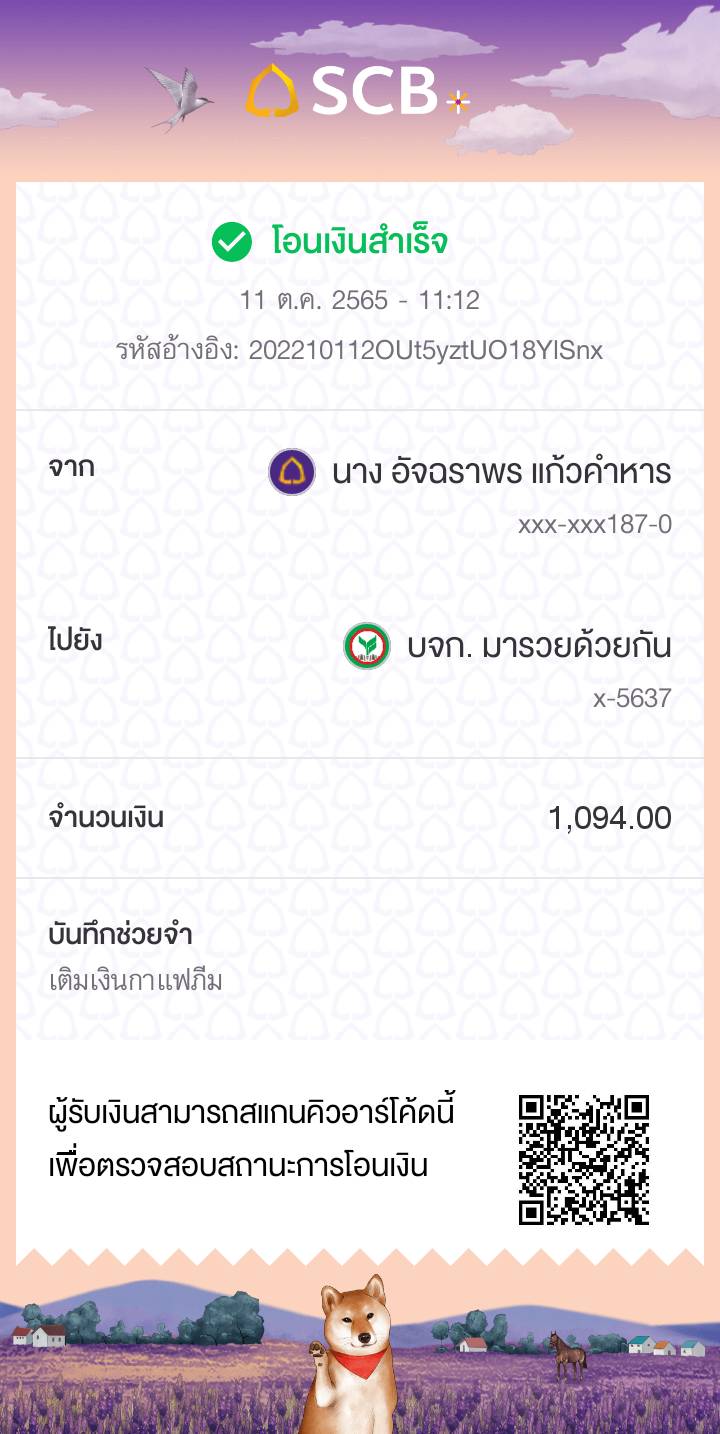 SCB
โอนเงินสำเร็จ
11 ต.ค. 2565 - 11:12
รหัสอ้างอิง: 202210112OUt5yztUO18YlSnx
จาก
นาง อัจฉราพร แก้วคำหาร
xxx-xxx187-0
ไปยัง
บจก. มารวยด้วยกัน
x-5637
จำนวนเงิน
1,094.00
บันทึกช่วยจำ
เติมเงินกาแฟภีม
ผู้รับเงินสามารถสแกนคิวอาร์โค้ดนี้
เพื่อตรวจสอบสถานะการโอนเงิน